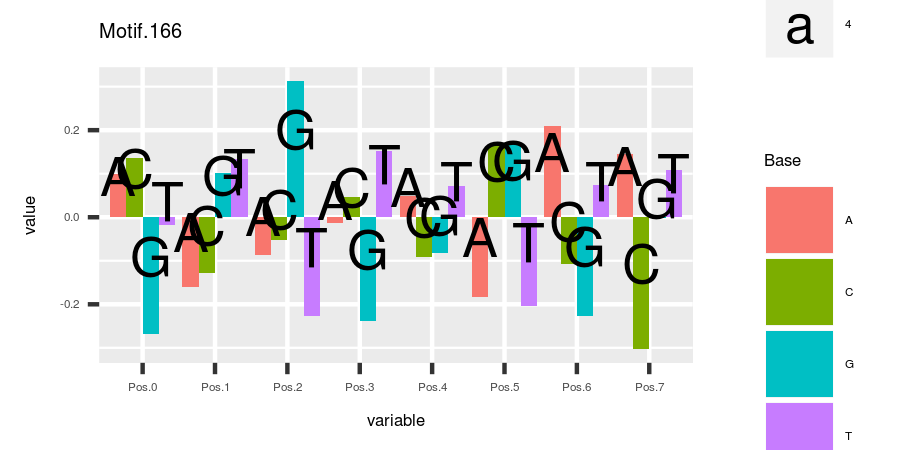 Motif.166
a 4
value
0.2
0.0
-0.2
A C G T A C G T A C G T A C G T A C G T A C G T A C G T A C G T
Pos.0 Pos.1 Pos.2 Pos.3 Pos.4 Pos.5 Pos.6 Pos.7
variable
Base
A
C
G
T